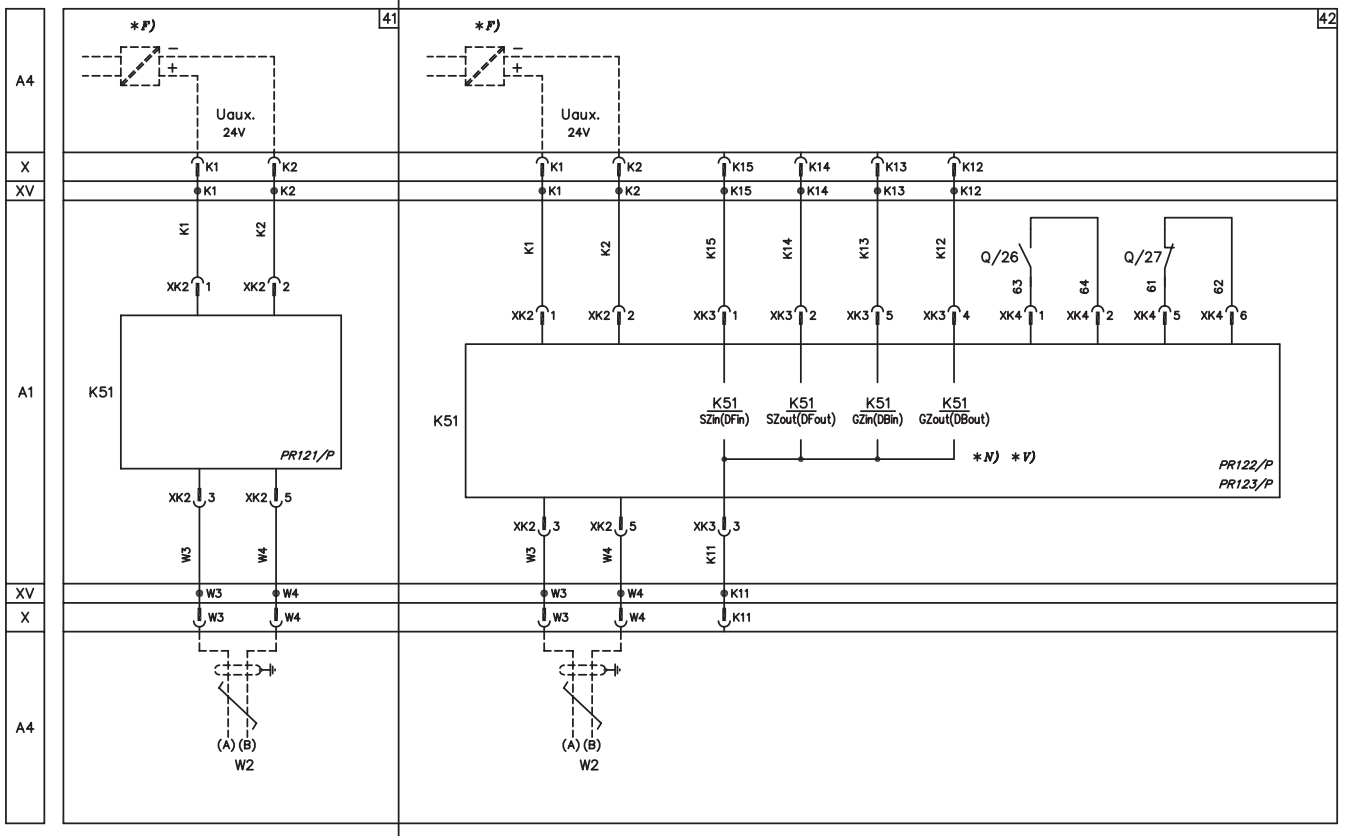 41
42
*F)
*F)
−
+
−
+
A4
Uaux.
24V
Uaux.
24V
X
K1
K2
K1
K2
K15
K14
K13
K12
XV
K1
K2
K1
K2
K15
K14
K13
K12
K1
K2
K1
K2
K15
K14
K13
K12
Q/26
Q/27
63
64
61
62
XK2 1
XK2 2
XK2 1
XK2 2
XK3 1
XK3 2
XK3 5
XK3 4
XK4 1
XK4 2
XK4 5
XK4 6
A1
K51
PR121/P
K51
K51
SZin(DFin)
K51
SZout(DFout)
K51
GZin(DBin)
K51
GZout(DBout)
*N) *V)
PR122/P
PR123/P
XK2 3
XK2 5
XK2 3
XK2 5
XK3 3
W3
W4
W3
W4
K11
XV
W3
W4
W3
W4
K11
X
W3
W4
W3
W4
K11
A4
(A) (B)
W2
(A) (B)
W2